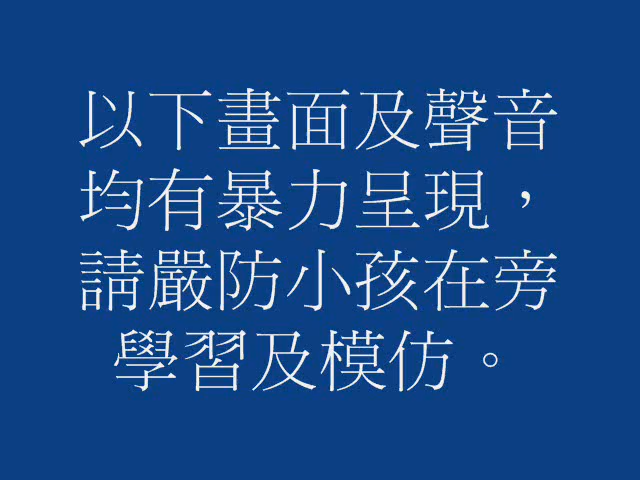 以下畫面及聲音
均有暴力呈現，
請嚴防小孩在旁
學習及模仿。